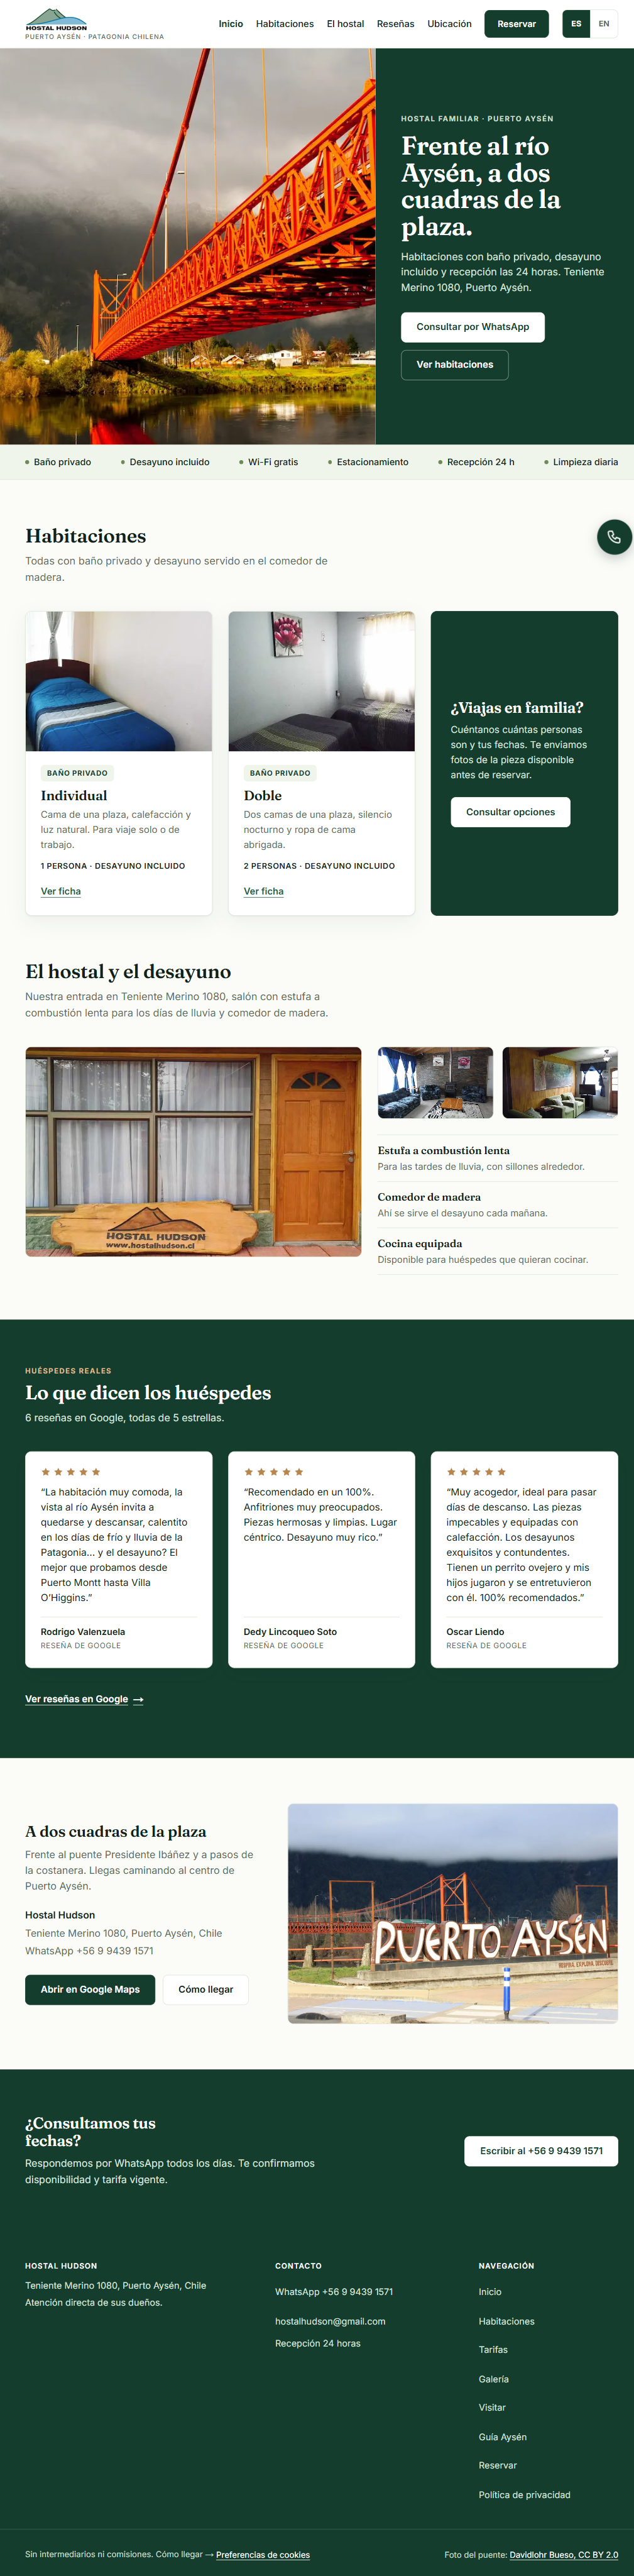 HOSTAL HUDSON
PUERTO AYSÉN · PATAGONIA CHILENA
Inicio
Habitaciones
El hostal
Reseñas
Ubicación
Reservar
ES
EN
HOSTAL FAMILIAR · PUERTO AYSÉN
Frente al río
Aysén, a dos
cuadras de la
plaza.
Habitaciones con baño privado, desayuno
incluido y recepción las 24 horas. Teniente
Merino 1080, Puerto Aysén.
Consultar por WhatsApp
Ver habitaciones
Baño privado
Desayuno incluido
Wi-Fi gratis
Estacionamiento
Recepción 24 h
Limpieza diaria
Habitaciones
Todas con baño privado y desayuno servido en el comedor de
madera.
BAÑO PRIVADO
Individual
Cama de una plaza, calefacción y
luz natural. Para viaje solo o de
trabajo.
1 PERSONA · DESAYUNO INCLUIDO
Ver ficha
BAÑO PRIVADO
Doble
Dos camas de una plaza, silencio
nocturno y ropa de cama
abrigada.
2 PERSONAS · DESAYUNO INCLUIDO
Ver ficha
¿Viajas en familia?
Cuéntanos cuántas personas
son y tus fechas. Te enviamos
fotos de la pieza disponible
antes de reservar.
Consultar opciones
El hostal y el desayuno
Nuestra entrada en Teniente Merino 1080, salón con estufa a
combustión lenta para los días de lluvia y comedor de madera.
HOSTAL HUDSON
www.hostalhudson.cl
Estufa a combustión lenta
Para las tardes de lluvia, con sillones alrededor.
Comedor de madera
Ahí se sirve el desayuno cada mañana.
Cocina equipada
Disponible para huéspedes que quieran cocinar.
HUÉSPEDES REALES
Lo que dicen los huéspedes
6 reseñas en Google, todas de 5 estrellas.
“La habitación muy comoda, la
vista al río Aysén invita a
quedarse y descansar, calentito
en los días de frío y lluvia de la
Patagonia... y el desayuno? El
mejor que probamos desde
Puerto Montt hasta Villa
O’Higgins.”
Rodrigo Valenzuela
RESEÑA DE GOOGLE
“Recomendado en un 100%.
Anfitriones muy preocupados.
Piezas hermosas y limpias. Lugar
céntrico. Desayuno muy rico.”
Dedy Lincoqueo Soto
RESEÑA DE GOOGLE
“Muy acogedor, ideal para pasar
días de descanso. Las piezas
impecables y equipadas con
calefacción. Los desayunos
exquisitos y contundentes.
Tienen un perrito ovejero y mis
hijos jugaron y se entretuvieron
con él. 100% recomendados.”
Oscar Liendo
RESEÑA DE GOOGLE
Ver reseñas en Google →
A dos cuadras de la plaza
Frente al puente Presidente Ibáñez y a pasos de
la costanera. Llegas caminando al centro de
Puerto Aysén.
Hostal Hudson
Teniente Merino 1080, Puerto Aysén, Chile
WhatsApp +56 9 9439 1571
Abrir en Google Maps
Cómo llegar
PUERTO AYSÉN
¿Consultamos tus
fechas?
Respondemos por WhatsApp todos los días. Te confirmamos
disponibilidad y tarifa vigente.
Escribir al +56 9 9439 1571
HOSTAL HUDSON
Teniente Merino 1080, Puerto Aysén, Chile
Atención directa de sus dueños.
CONTACTO
WhatsApp +56 9 9439 1571
hostalhudson@gmail.com
Recepción 24 horas
NAVEGACIÓN
Inicio
Habitaciones
Tarifas
Galería
Visitar
Guía Aysén
Reservar
Política de privacidad
Sin intermediarios ni comisiones. Cómo llegar → Preferencias de cookies
Foto del puente: Davidlohr Bueso, CC BY 2.0